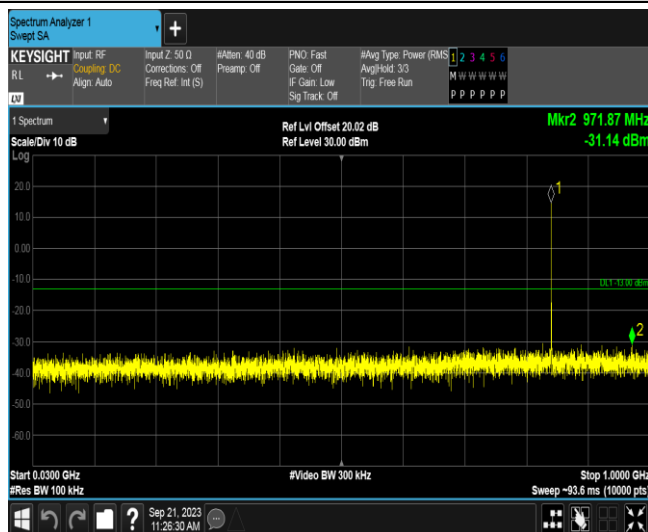 Spectrum Analyzer 1
Swept SA
KEYSIGHT
RL
LXI
Input: RF
Coupling: DC
Align: Auto
Input Z: 50 Ω
Corrections: Off
Freq Ref: Int (S)
#Atten: 40 dB
Preamp: Off
PNO: Fast
Gate: Off
IF Gain: Low
Sig Track: Off
#Avg Type: Power (RMS
Avg|Hold: 3/3
Trig: Free Run
1 2 3 4 5 6
M W W W W W
P P P P P P
1 Spectrum
Scale/Div 10 dB
Ref Lvl Offset 20.02 dB
Ref Level 30.00 dBm
Mkr2 971.87 MHz
-31.14 dBm
Log
1
20.0
10.0
0.00
-10.0
DL1 -13.00 dBm
2
-20.0
-30.0
-40.0
-50.0
-60.0
Start 0.0300 GHz
#Video BW 300 kHz
Stop 1.0000 GHz
#Res BW 100 kHz
Sweep ~93.6 ms (10000 pts)
Sep 21, 2023
11:26:30 AM